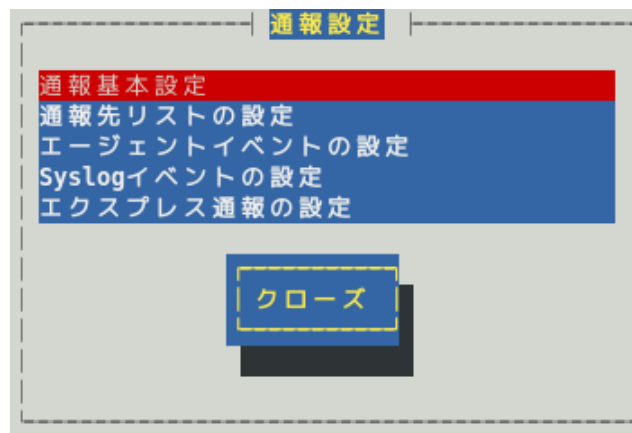 通報設定
通報基本設定
通報先リストの設定
エージェントイベントの設定
Syslogイベントの設定
エクスプレス通報の設定
クローズ